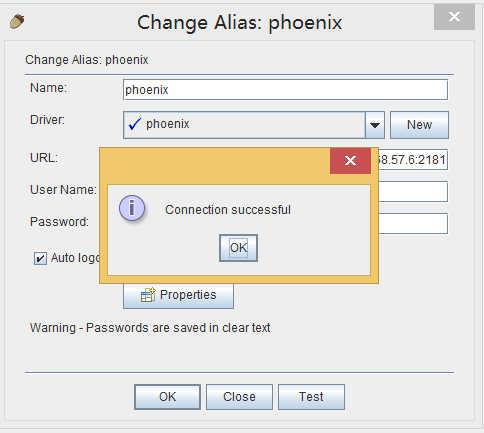 Change Alias: phoenix
Change Alias: phoenix
Name:
phoenix
Driver:
phoenix
New
URL:
68.57.6:2181
User Name:
Connection successful
Password:
OK
Auto logo
Properties
Warning - Passwords are saved in clear text
OK
Close
Test